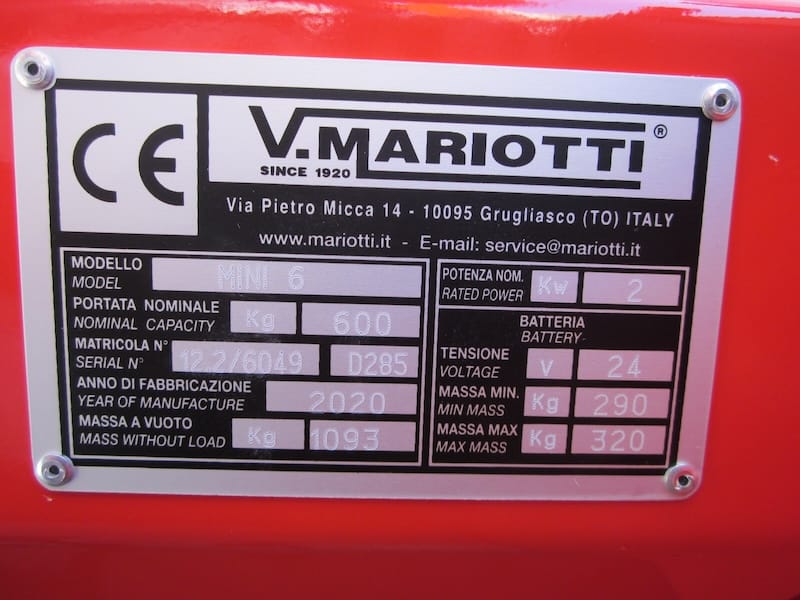 CE
V.MARIOTTI®
SINCE 1920
Via Pietro Micca 14 - 10095 Grugliasco (TO) ITALY
www.mariotti.it - E-mail: service@mariotti.it
MODELLO
MODEL
MINI 6
PORTATA NOMINALE
NOMINAL CAPACITY
Kg 600
MATRICOLA N°
SERIAL N°
12.2/6049 D285
ANNO DI FABBRICAZIONE
YEAR OF MANUFACTURE
2020
MASSA A VUOTO
MASS WITHOUT LOAD
Kg 1093
POTENZA NOM.
RATED POWER
Kw 2
BATTERIA
BATTERY
TENSIONE
VOLTAGE
V 24
MASSA MIN.
MIN MASS
Kg 290
MASSA MAX
MAX MASS
Kg 320